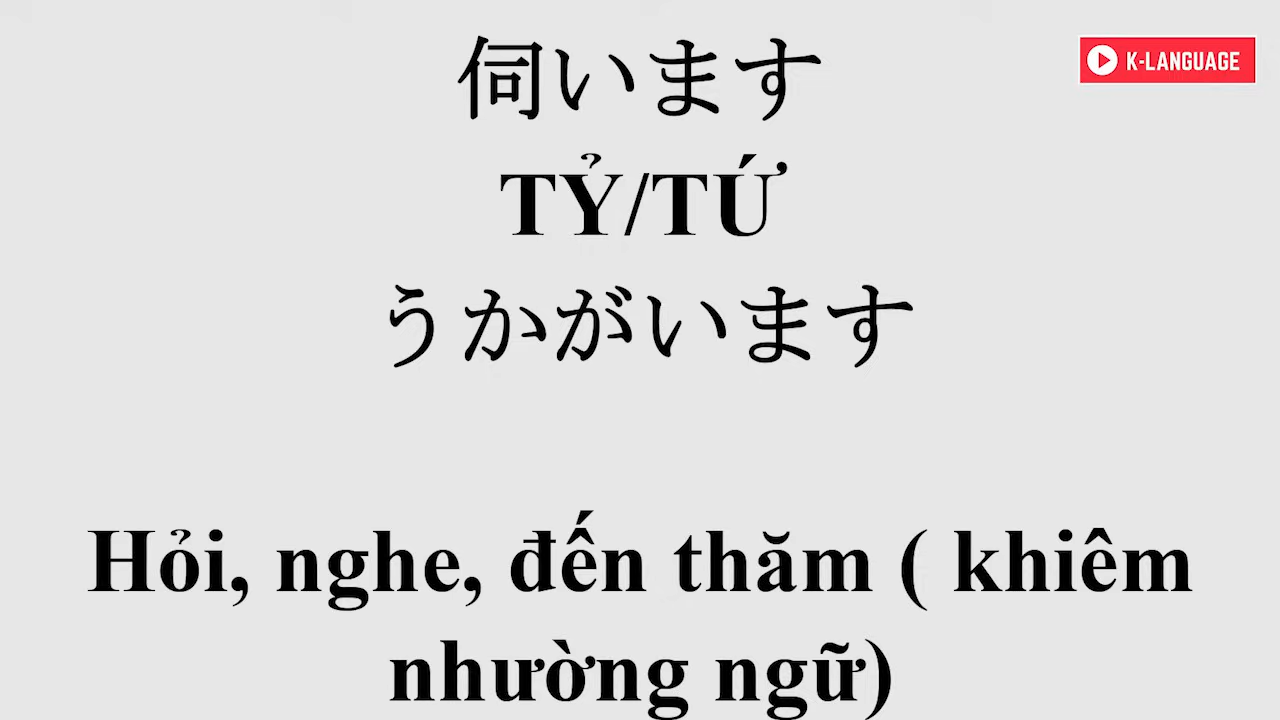 伺います
K-LANGUAGE
TỶ/TỨ
うかがいます
Hỏi, nghe, đến thăm ( khiêm
nhường ngữ)